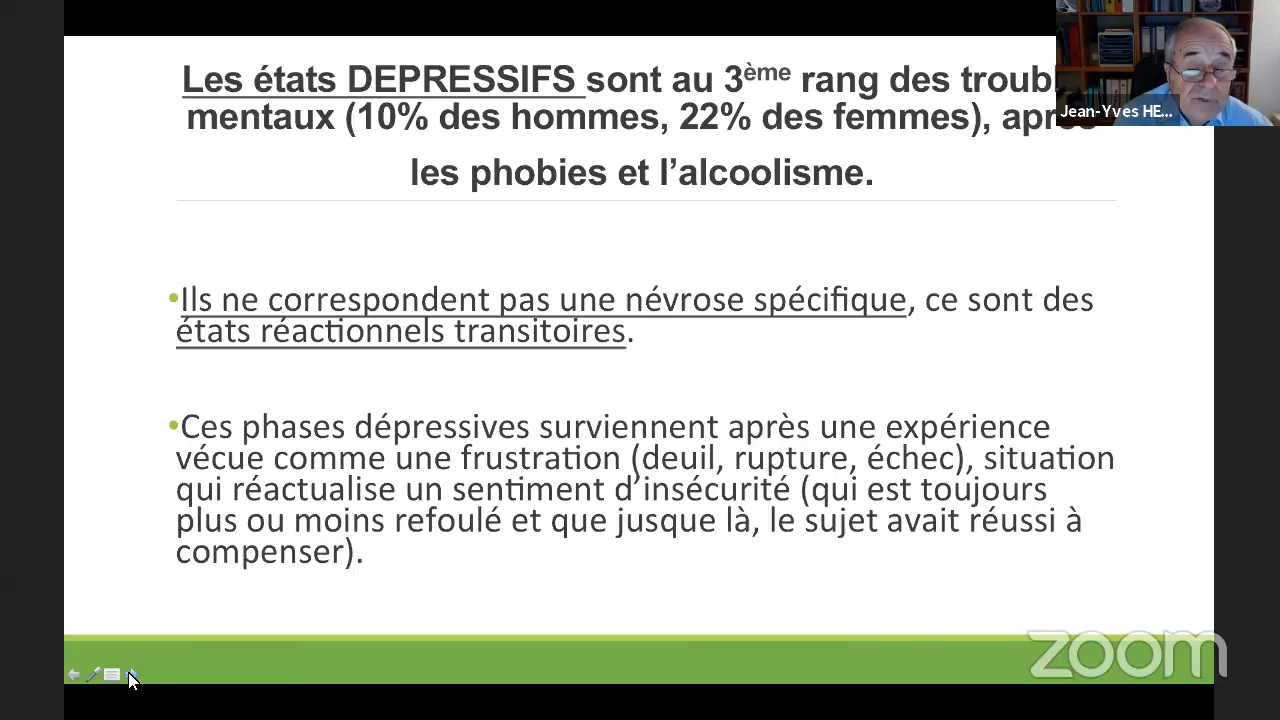 Les états DEPRESSIFS sont au 3ème rang des troubl
mentaux (10% des hommes, 22% des femmes), après
les phobies et l’alcoolisme.
Jean-Yves HE...
•Ils ne correspondent pas une névrose spécifique, ce sont des
états réactionnels transitoires.
•Ces phases dépressives surviennent après une expérience
vécue comme une frustration (deuil, rupture, échec), situation
qui réactualise un sentiment d’insécurité (qui est toujours
plus ou moins refoulé et que jusque là, le sujet avait réussi à
compenser).
zoom